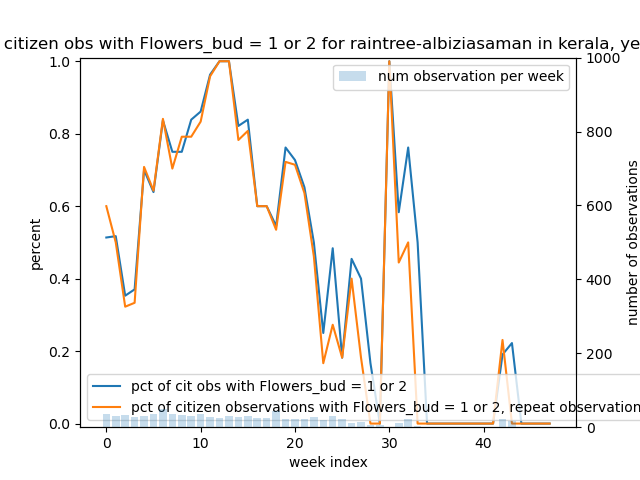 citizen obs with Flowers_bud = 1 or 2 for raintree-albiziasaman in kerala, ye
num observation per week
1.0
0.8
0.6
0.4
0.2
0.0
percent
1000
800
600
400
200
0
number of observations
pct of cit obs with Flowers_bud = 1 or 2
pct of citizen observations with Flowers_bud = 1 or 2, repeat observation
0 10 20 30 40
week index